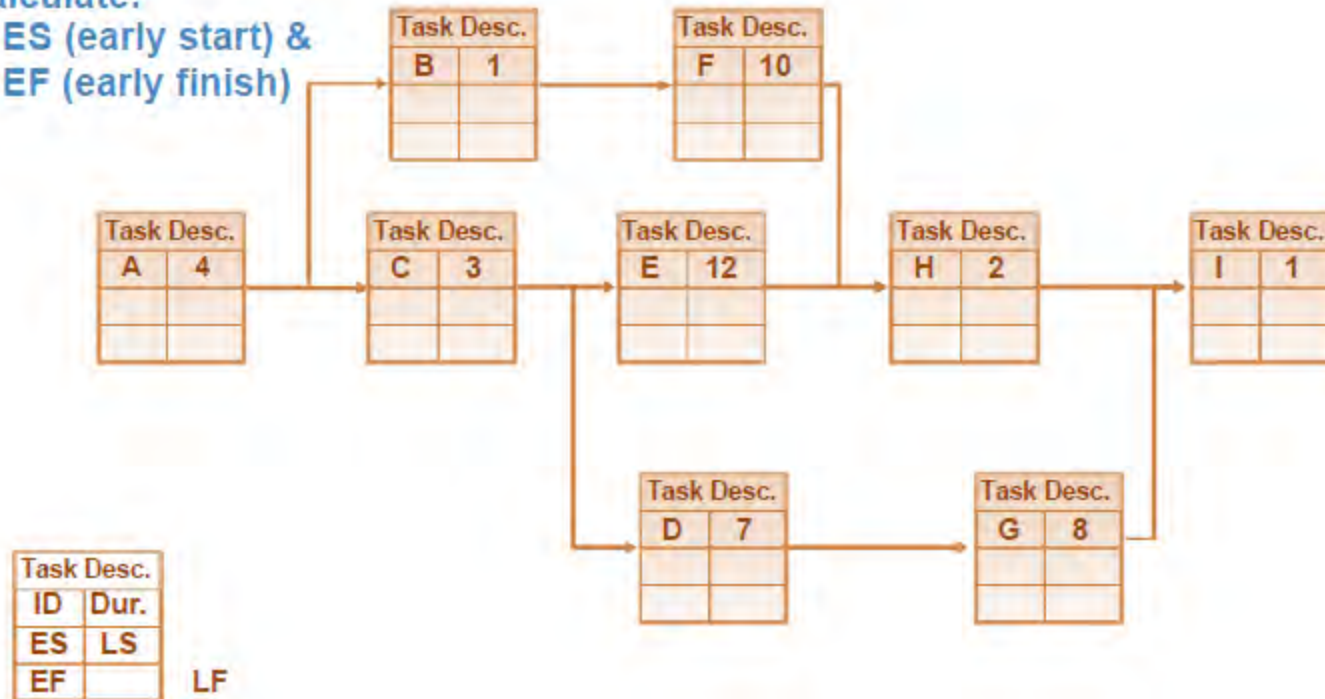 ES (early start) &
EF (early finish)
Task Desc.
B 1
Task Desc.
F 10
Task Desc.
A 4
Task Desc.
C 3
Task Desc.
E 12
Task Desc.
H 2
Task Desc.
I 1
Task Desc.
D 7
Task Desc.
G 8
Task Desc.
ID Dur.
ES LS
EF LF